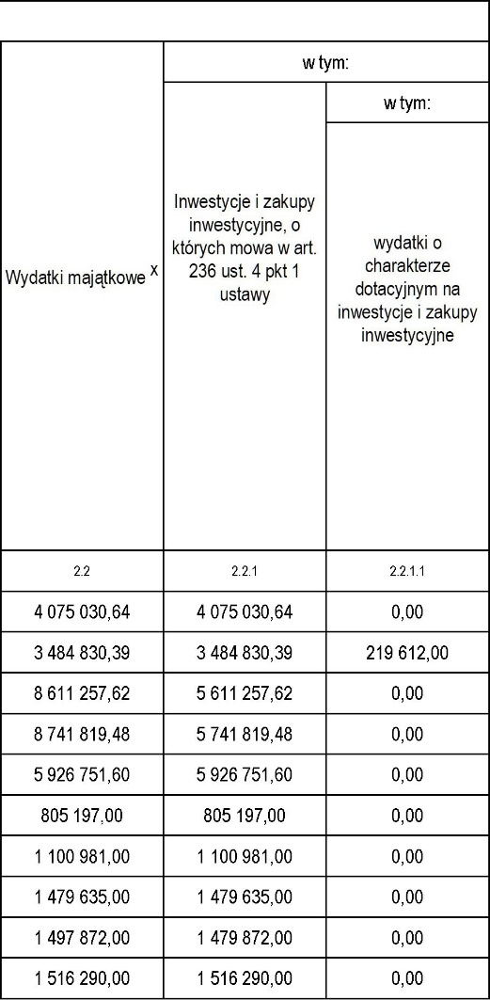 w tym:
w tym:
Wydatki majątkowe x
Inwestycje i zakupy
inwestycyjne, o
których mowa w art.
236 ust. 4 pkt 1
ustawy
wydatki o
charakterze
dotacyjnym na
inwestycje i zakupy
inwestycyjne
2.2 2.2.1 2.2.1.1
4 075 030,64 4 075 030,64 0,00
3 484 830,39 3 484 830,39 219 612,00
8 611 257,62 5 611 257,62 0,00
8 741 819,48 5 741 819,48 0,00
5 926 751,60 5 926 751,60 0,00
805 197,00 805 197,00 0,00
1 100 981,00 1 100 981,00 0,00
1 479 635,00 1 479 635,00 0,00
1 497 872,00 1 479 872,00 0,00
1 516 290,00 1 516 290,00 0,00